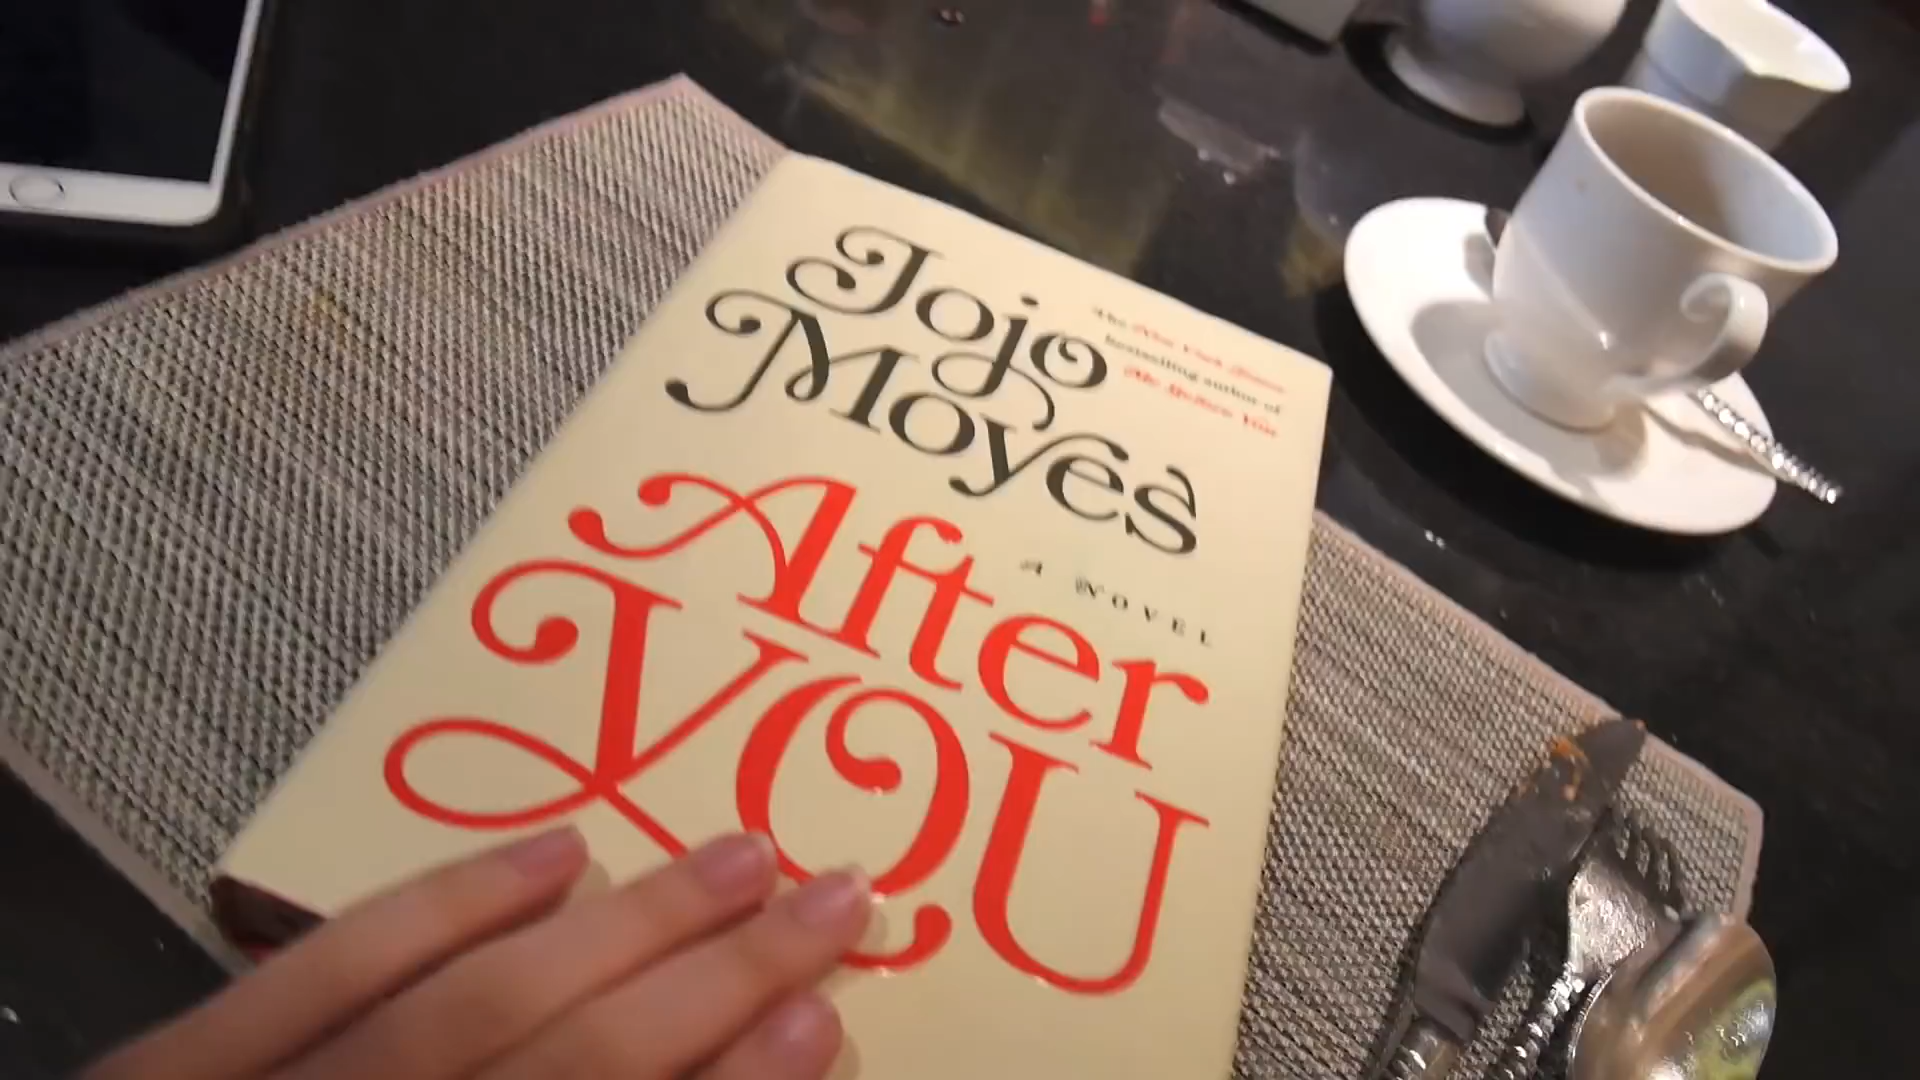 Jojo
Moyes
The New York Times
bestselling author of
Me Before You
A NOVEL
After
YOU